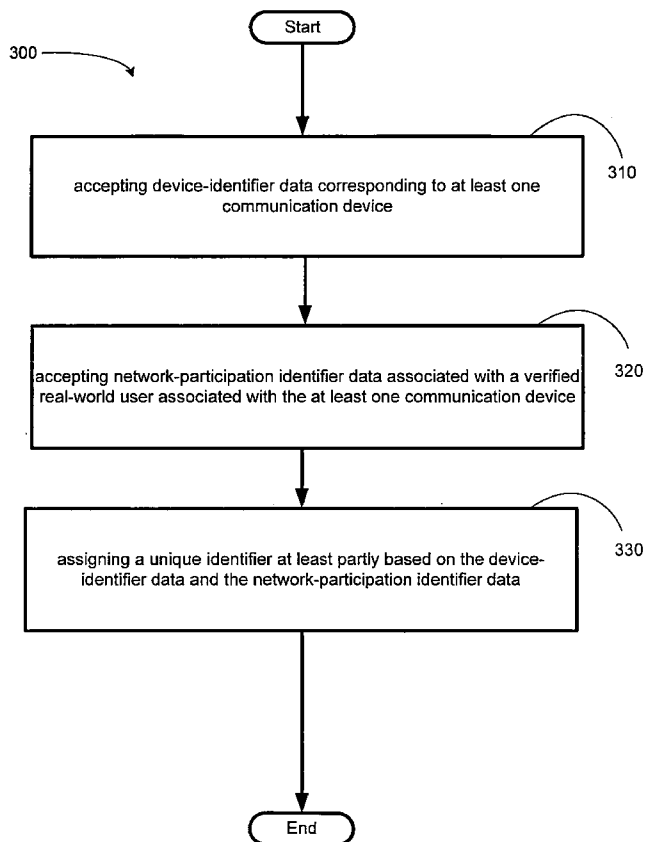 Start
300
accepting device-identifier data corresponding to at least one
communication device
310
accepting network-participation identifier data associated with a verified
real-world user associated with the at least one communication device
320
assigning a unique identifier at least partly based on the device-
identifier data and the network-participation identifier data
330
End